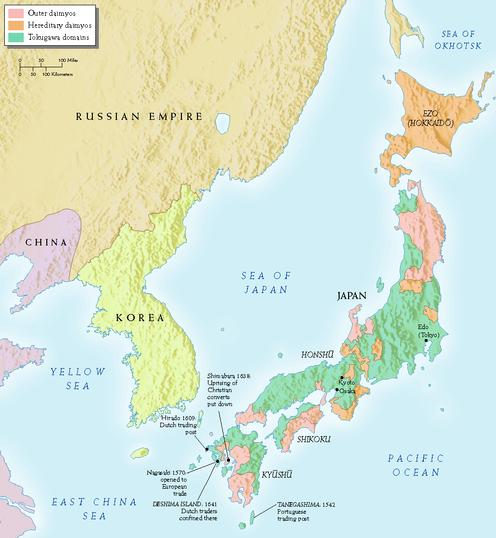 Outer daimyos
Hereditary daimyos
Tokugawa domains
0 50 100 Miles
0 50 100 Kilometers
SEA OF
OKHOTSK
RUSSIAN EMPIRE
EZO
(HOKKAIDŌ)
CHINA
SEA OF
JAPAN
JAPAN
KOREA
Edo
(Tokyo)
HONSHŪ
YELLOW
SEA
Shimabara 1638:
Uprising of
Christian
converts
put down
Kyoto
Osaka
Hirado 1609:
Dutch trading
post
SHIKOKU
PACIFIC
OCEAN
Nagasaki 1570:
opened to
European
trade
KYŪSHŪ
EAST CHINA
SEA
DESHIMA ISLAND: 1641
Dutch traders
confined there
TANEGASHIMA: 1542
Portuguese
trading post